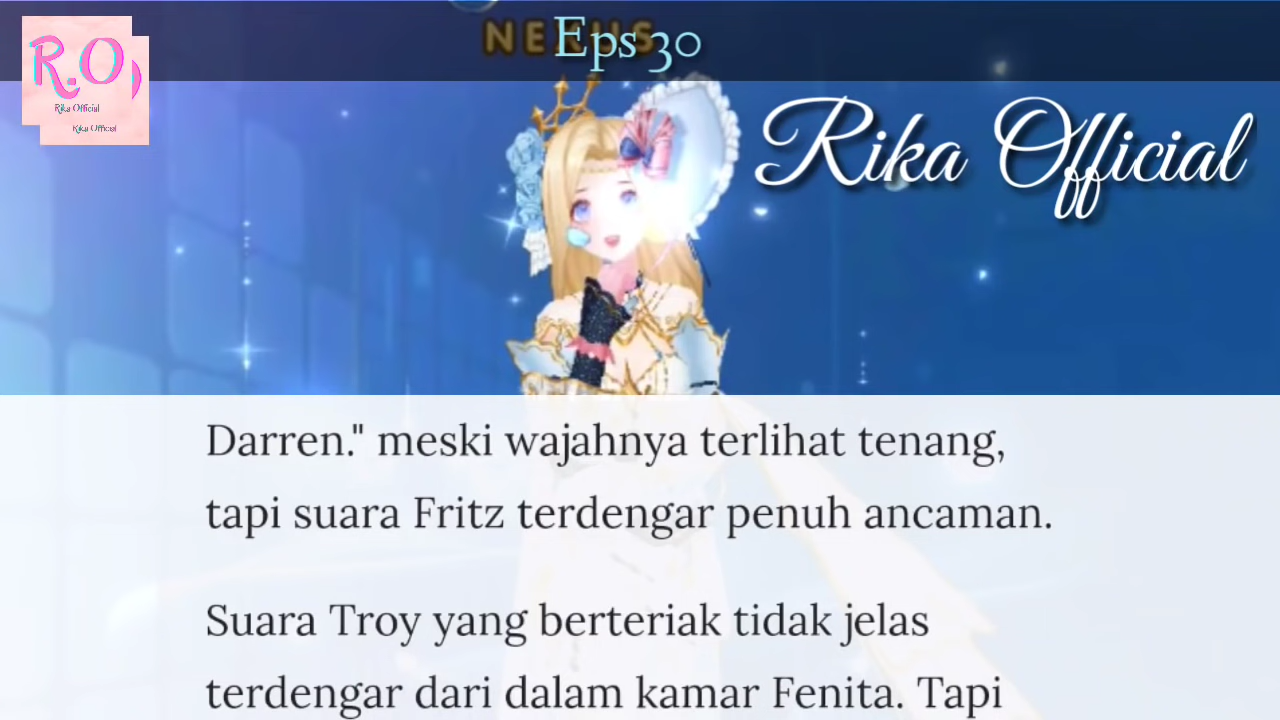 NEXUS
Eps 30
R.O
Rika Official
Rika Official
Rika Official
Darren." meski wajahnya terlihat tenang,
tapi suara Fritz terdengar penuh ancaman.
Suara Troy yang berteriak tidak jelas
terdengar dari dalam kamar Fenita. Tapi